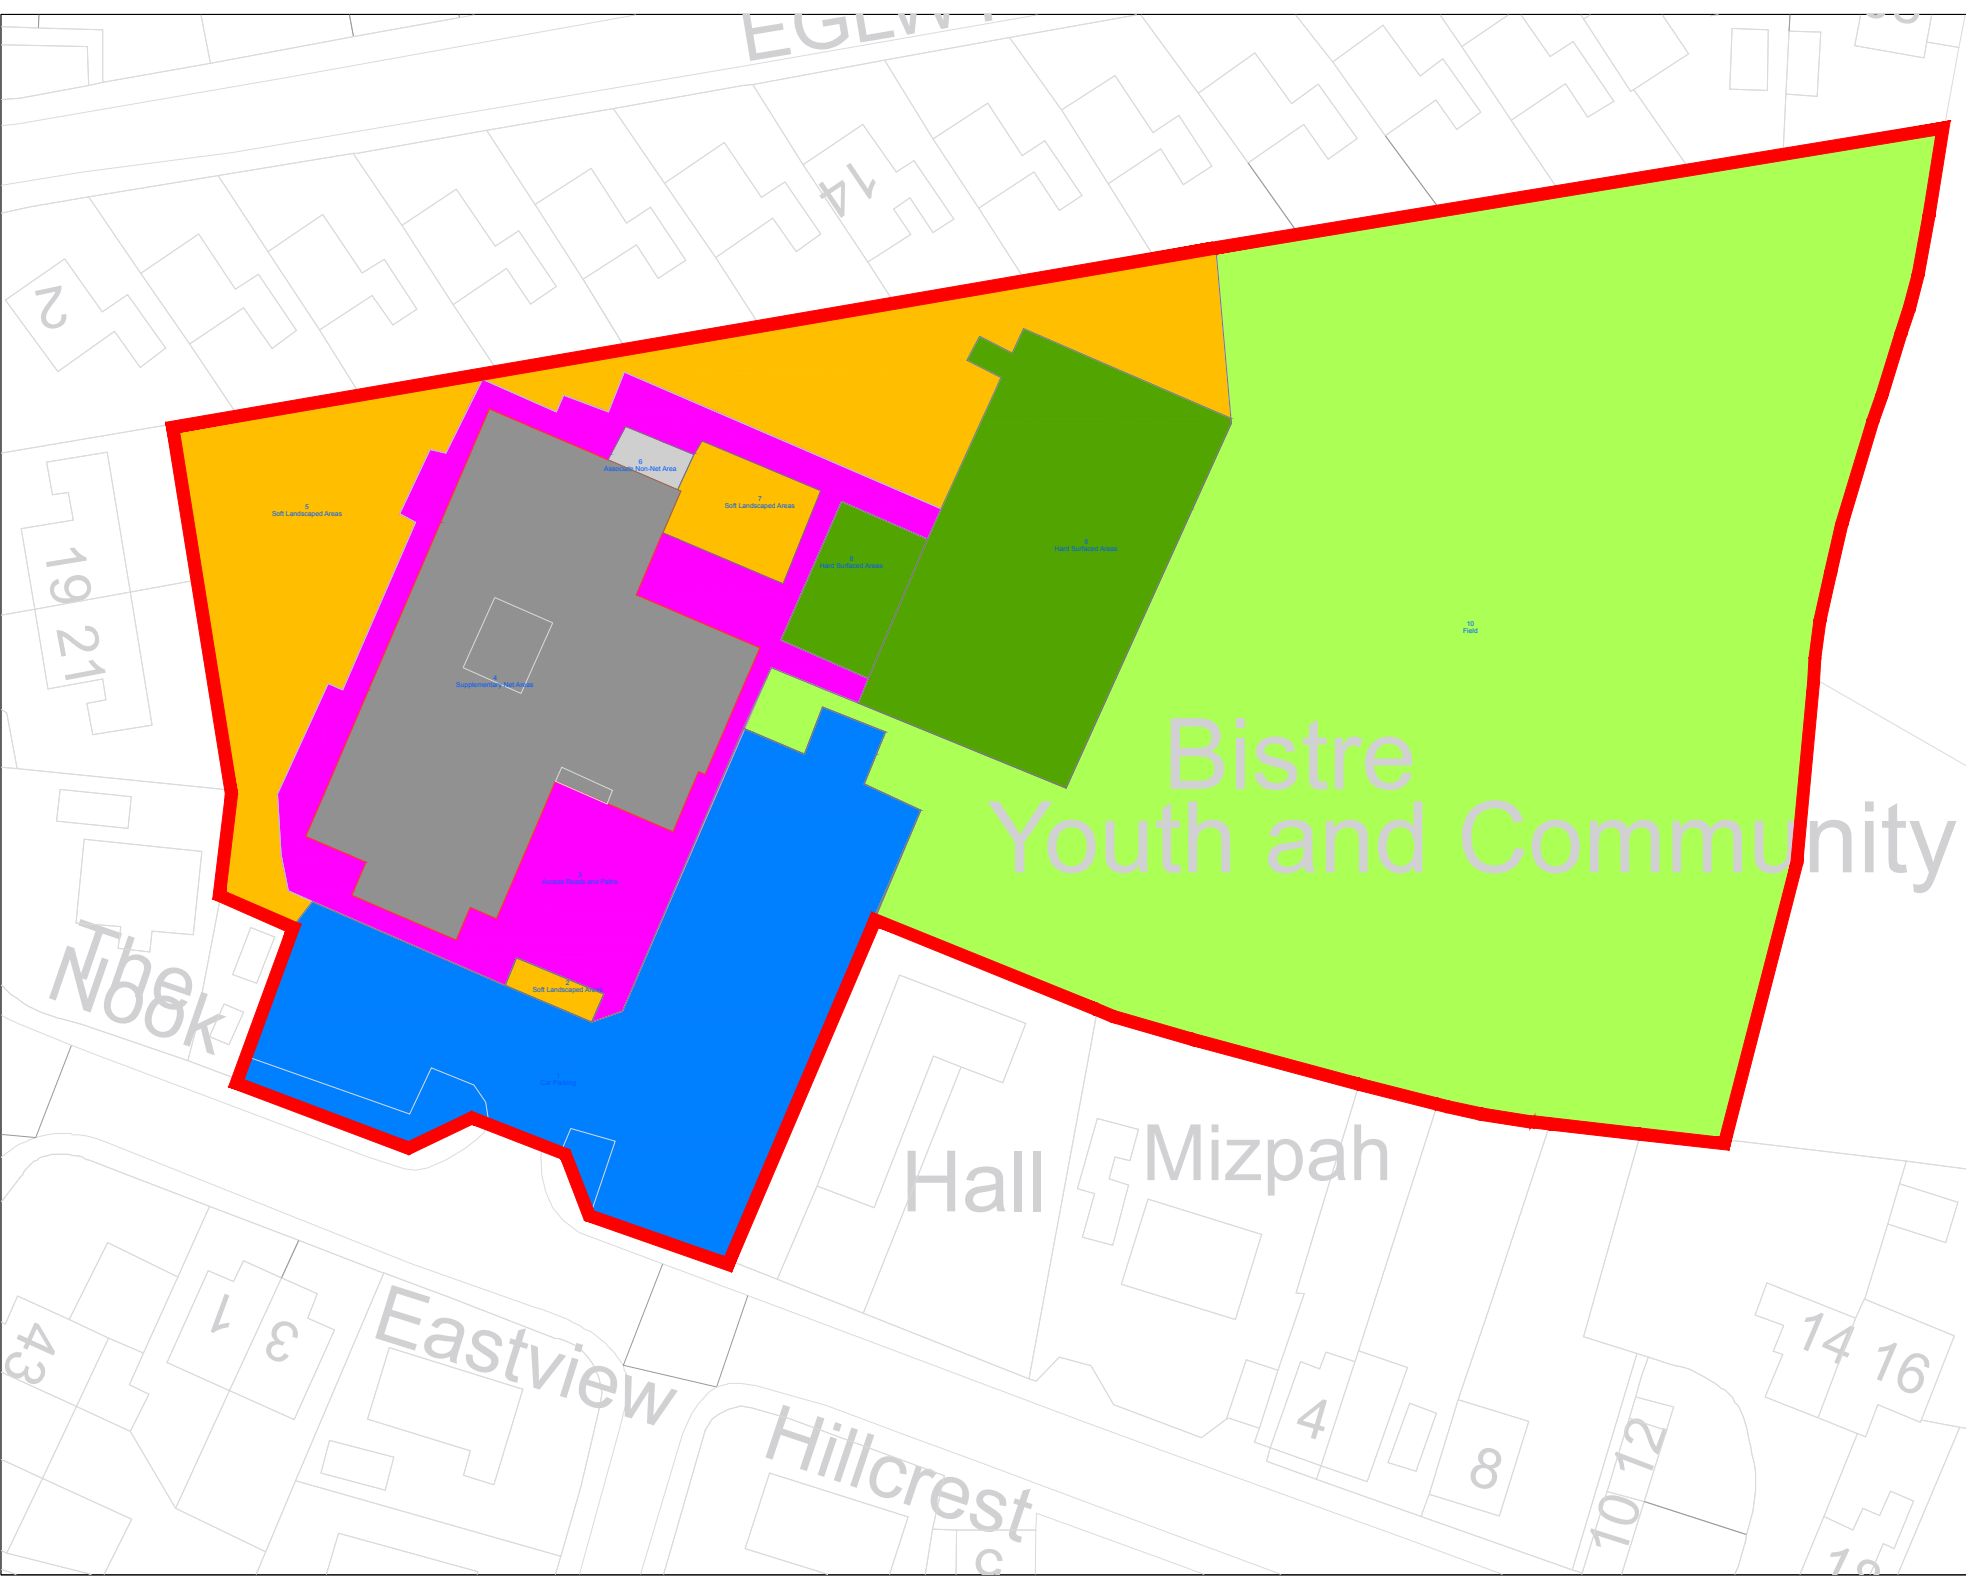 2
14
19
21
6
Associate Non-Net Area
7
Soft Landscaped Areas
5
Soft Landscaped Areas
8
Hard Surfaced Areas
9
Hard Surfaced Areas
10
Field
4
Supplementary Net Areas
3
Access Roads and Paths
2
Soft Landscaped Areas
1
Car Parking
Bistre
Youth and Community
The
Nook
Hall
Mizpah
Eastview
Hillcrest
1
3
43
4
8
10
12
14
16